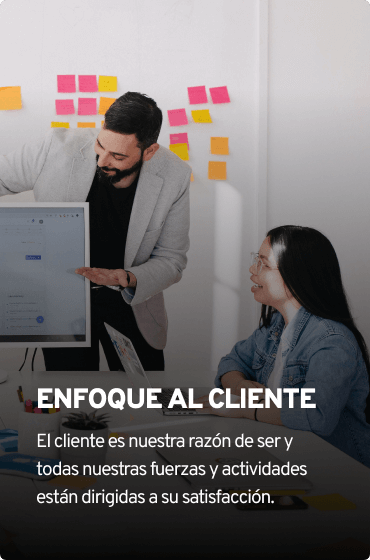 ENFOQUE AL CLIENTE
El cliente es nuestra razón de ser y
todas nuestras fuerzas y actividades
están dirigidas a su satisfacción.